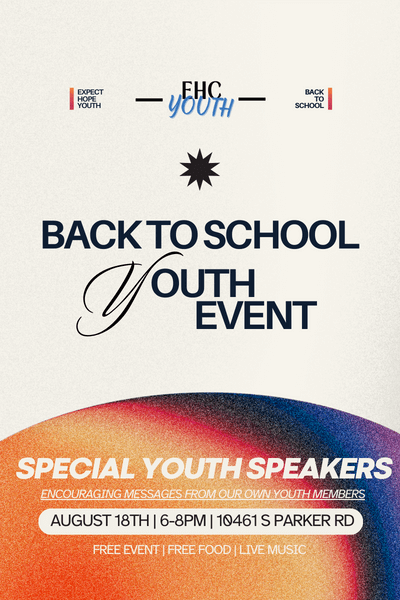 EXPECT
HOPE
YOUTH
EHC
YOUTH
BACK
TO
SCHOOL
BACK TO SCHOOL
YOUTH
EVENT
SPECIAL YOUTH SPEAKERS
ENCOURAGING MESSAGES FROM OUR OWN YOUTH MEMBERS
AUGUST 18TH | 6-8PM | 10461 S PARKER RD
FREE EVENT | FREE FOOD | LIVE MUSIC